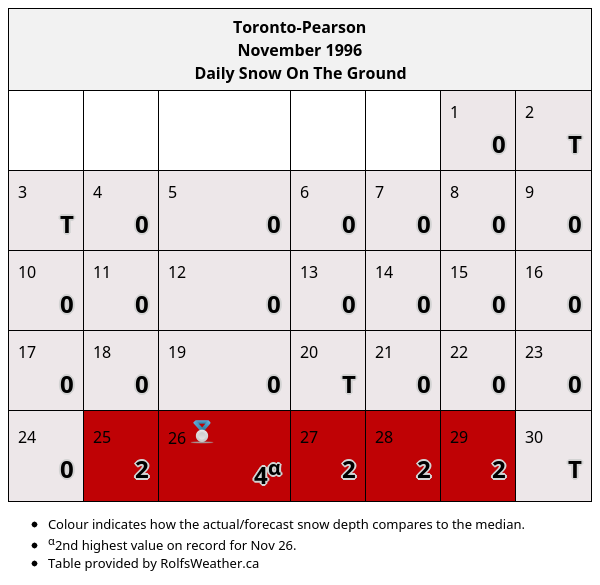 Toronto-Pearson
November 1996
Daily Snow On The Ground
1 2
0 T
3 4 5 6 7 8 9
T 0 0 0 0 0 0
10 11 12 13 14 15 16
0 0 0 0 0 0 0
17 18 19 20 21 22 23
0 0 0 T 0 0 0
24 25 26 27 28 29 30
0 2 4α 2 2 2 T
• Colour indicates how the actual/forecast snow depth compares to the median.
• α2nd highest value on record for Nov 26.
• Table provided by RolfsWeather.ca